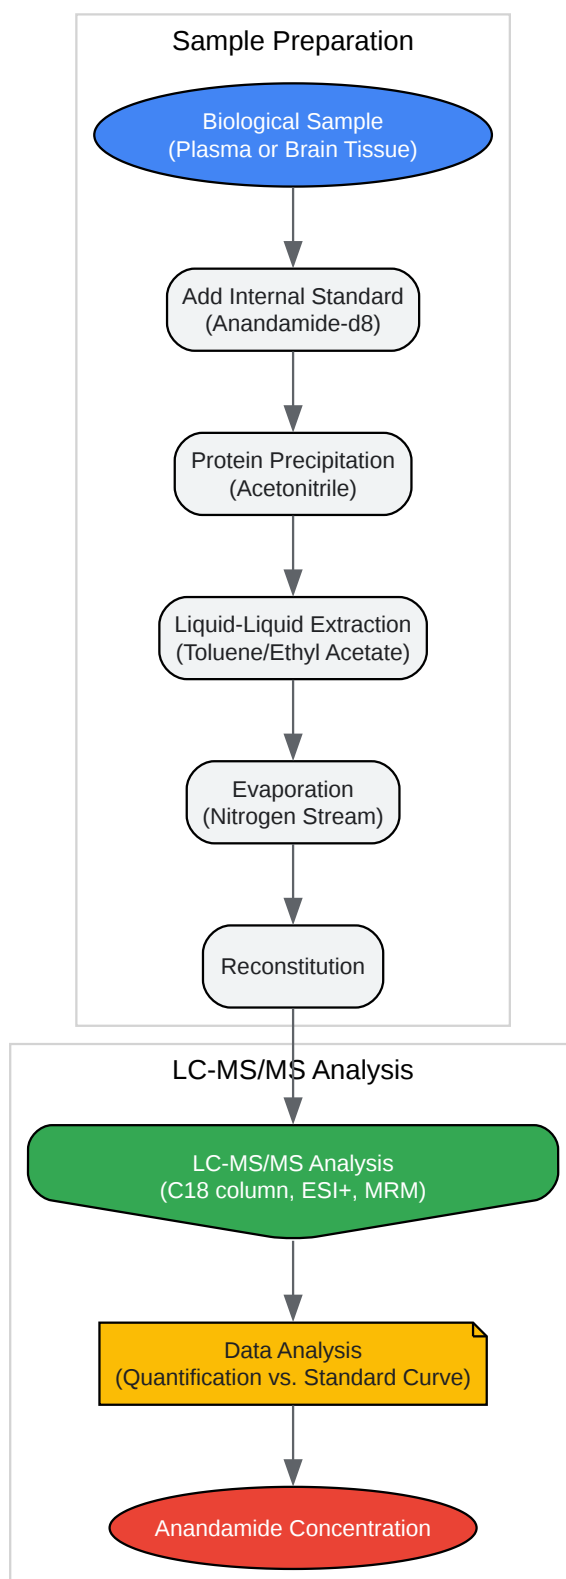 Sample Preparation
Biological Sample
(Plasma or Brain Tissue)
Add Internal Standard
(Anandamide-d8)
Protein Precipitation
(Acetonitrile)
Liquid-Liquid Extraction
(Toluene/Ethyl Acetate)
Evaporation
(Nitrogen Stream)
Reconstitution
LC-MS/MS Analysis
LC-MS/MS Analysis
(C18 column, ESI+, MRM)
Data Analysis
(Quantification vs. Standard Curve)
Anandamide Concentration